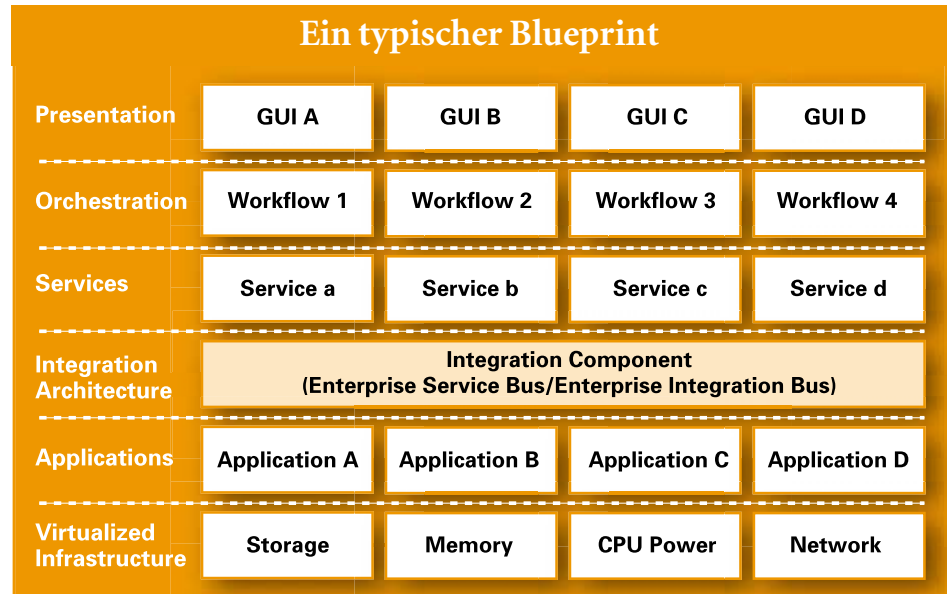 Ein typischer Blueprint
Presentation
GUI A
GUI B
GUI C
GUI D
Orchestration
Workflow 1
Workflow 2
Workflow 3
Workflow 4
Services
Service a
Service b
Service c
Service d
Integration
Architecture
Integration Component
(Enterprise Service Bus/Enterprise Integration Bus)
Applications
Application A
Application B
Application C
Application D
Virtualized
Infrastructure
Storage
Memory
CPU Power
Network